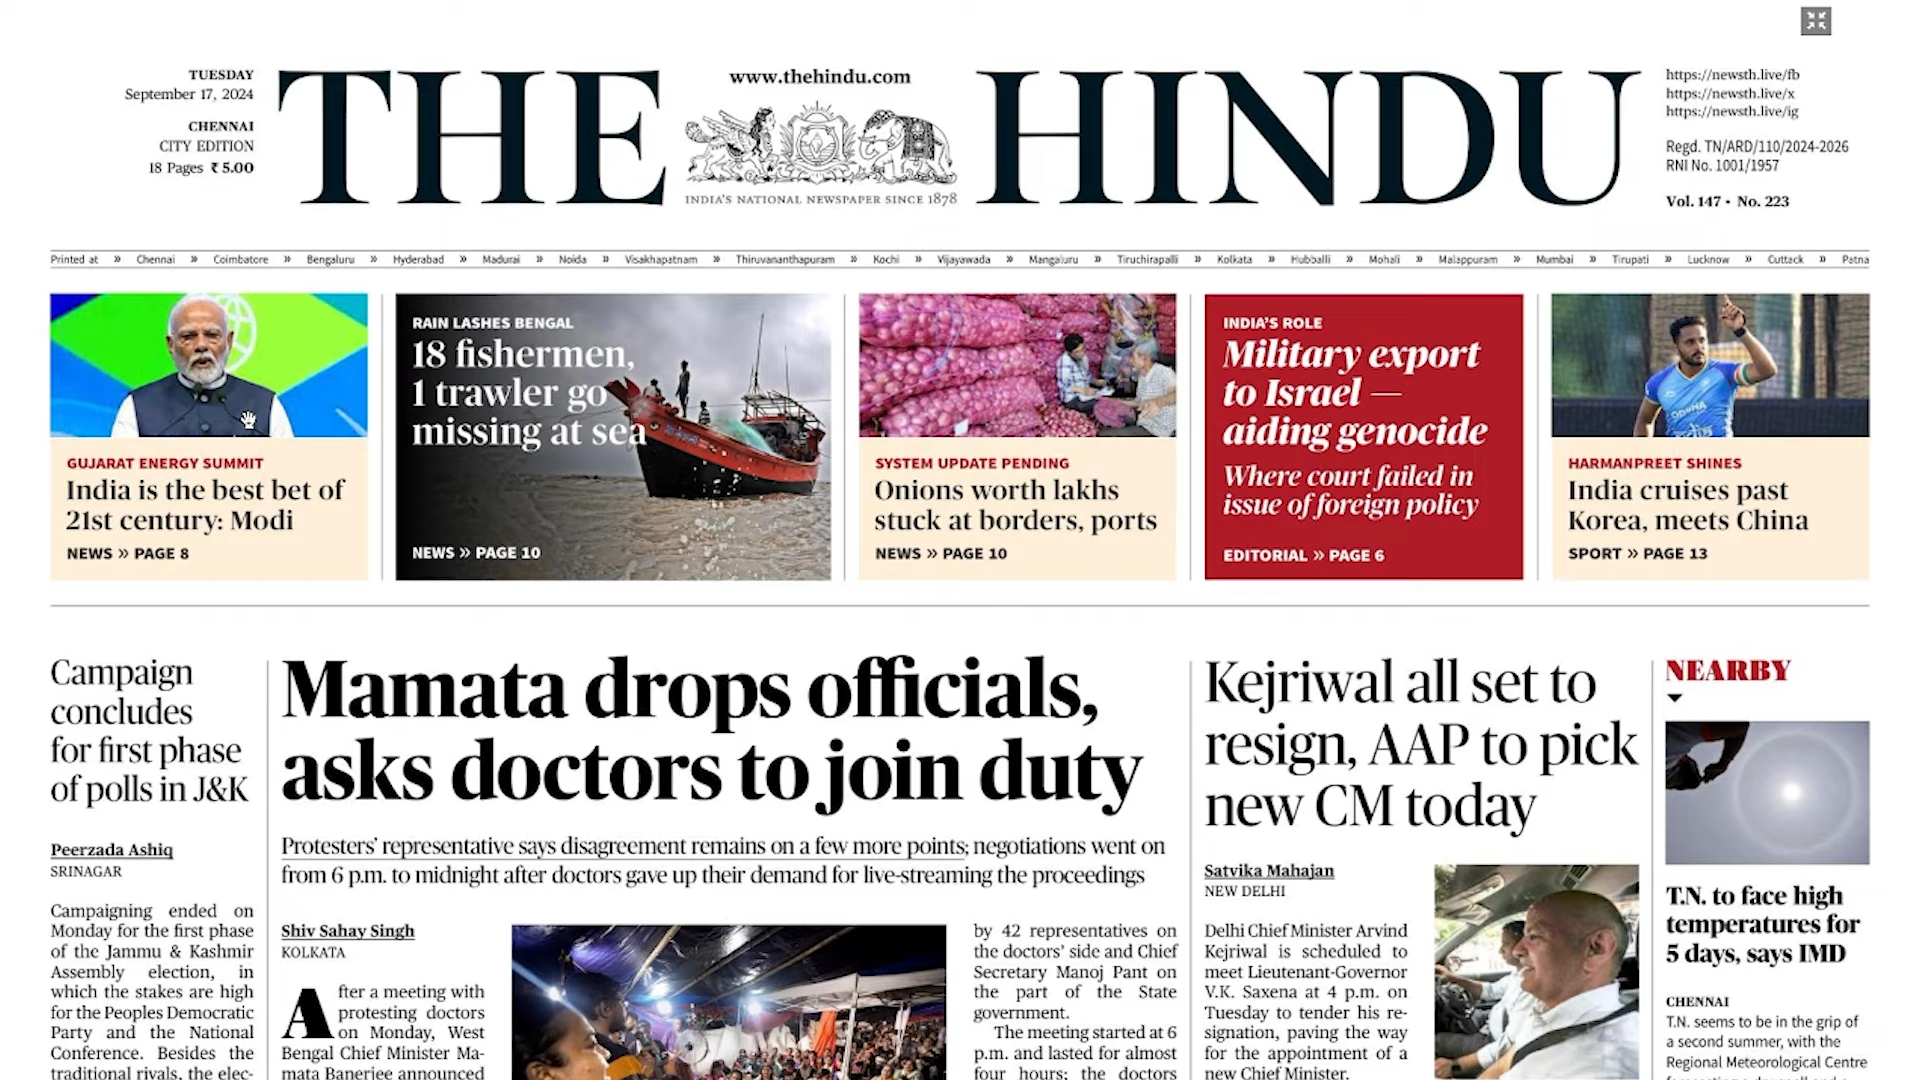 TUESDAY
September 17, 2024
CHENNAI
CITY EDITION
18 Pages ₹ 5.00
THE HINDU
www.thehindu.com
INDIA'S NATIONAL NEWSPAPER SINCE 1878
https://newsth.live/fb
https://newsth.live/x
https://newsth.live/ig
Regd. TN/ARD/110/2024-2026
RNI No. 1001/1957
Vol. 147 • No. 223
Printed at » Chennai » Coimbatore » Bengaluru » Hyderabad » Madurai » Noida » Visakhapatnam » Thiruvananthapuram » Kochi » Vijayawada » Mangaluru » Tiruchirapalli » Kolkata » Hubballi » Mohali » Malappuram » Mumbai » Tirupati » Lucknow » Cuttack » Patna
GUJARAT ENERGY SUMMIT
India is the best bet of
21st century: Modi
NEWS » PAGE 8
RAIN LASHES BENGAL
18 fishermen,
1 trawler go
missing at sea
NEWS » PAGE 10
SYSTEM UPDATE PENDING
Onions worth lakhs
stuck at borders, ports
NEWS » PAGE 10
INDIA'S ROLE
Military export
to Israel —
aiding genocide
Where court failed in
issue of foreign policy
EDITORIAL » PAGE 6
HARMANPREET SHINES
India cruises past
Korea, meets China
SPORT » PAGE 13
Campaign
concludes
for first phase
of polls in J&K
Peerzada Ashiq
SRINAGAR
Campaigning ended on
Monday for the first phase
of the Jammu & Kashmir
Assembly election, in
which the stakes are high
for the Peoples Democratic
Party and the National
Conference. Besides the
traditional rivals, the elec-
Mamata drops officials,
asks doctors to join duty
Protesters' representative says disagreement remains on a few more points; negotiations went on
from 6 p.m. to midnight after doctors gave up their demand for live-streaming the proceedings
Shiv Sahay Singh
KOLKATA
After a meeting with
protesting doctors
on Monday, West
Bengal Chief Minister Ma-
mata Banerjee announced
by 42 representatives on
the doctors' side and Chief
Secretary Manoj Pant on
the part of the State
government.
The meeting started at 6
p.m. and lasted for almost
four hours; the doctors
Kejriwal all set to
resign, AAP to pick
new CM today
Satvika Mahajan
NEW DELHI
Delhi Chief Minister Arvind
Kejriwal is scheduled to
meet Lieutenant-Governor
V.K. Saxena at 4 p.m. on
Tuesday to tender his re-
signation, paving the way
for the appointment of a
new Chief Minister.
NEARBY
T.N. to face high
temperatures for
5 days, says IMD
CHENNAI
T.N. seems to be in the grip of
a second summer, with the
Regional Meteorological Centre